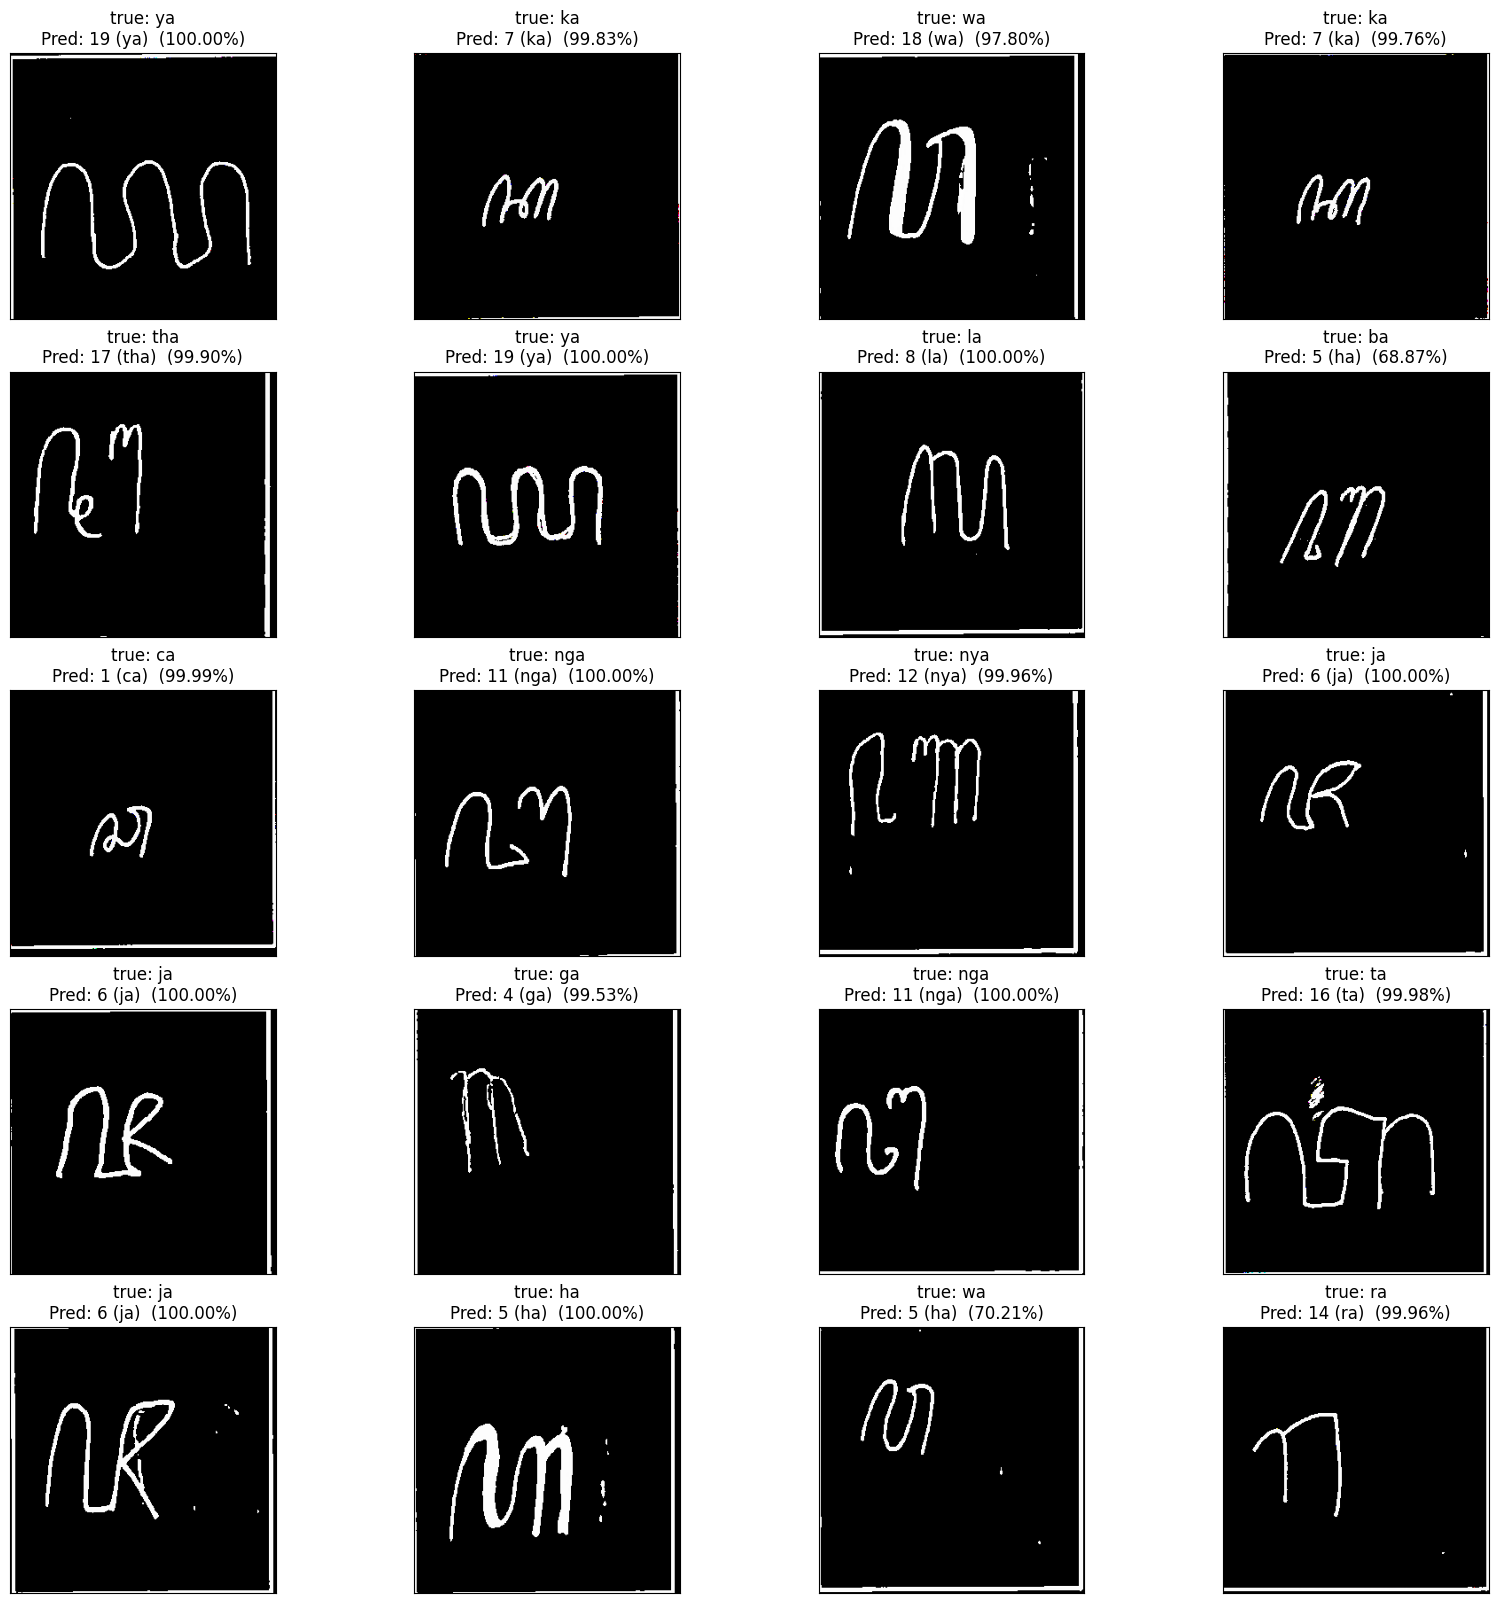 true: ya true: ka true: wa true: ka
Pred: 19 (ya) (100.00%) Pred: 7 (ka) (99.83%) Pred: 18 (wa) (97.80%) Pred: 7 (ka) (99.76%)
ꦪ ꦏ ꦮ ꦏ
true: tha true: ya true: la true: ba
Pred: 17 (tha) (99.90%) Pred: 19 (ya) (100.00%) Pred: 8 (la) (100.00%) Pred: 5 (ha) (68.87%)
ꦛ ꦪ ꦭ ꦧ
true: ca true: nga true: nya true: ja
Pred: 1 (ca) (99.99%) Pred: 11 (nga) (100.00%) Pred: 12 (nya) (99.96%) Pred: 6 (ja) (100.00%)
ꦕ ꦔ ꦚ ꦗ
true: ja true: ga true: nga true: ta
Pred: 6 (ja) (100.00%) Pred: 4 (ga) (99.53%) Pred: 11 (nga) (100.00%) Pred: 16 (ta) (99.98%)
ꦗ ꦒ ꦔ ꦠ
true: ja true: ha true: wa true: ra
Pred: 6 (ja) (100.00%) Pred: 5 (ha) (100.00%) Pred: 5 (ha) (70.21%) Pred: 14 (ra) (99.96%)
ꦗ ꦲ ꦮ ꦫ